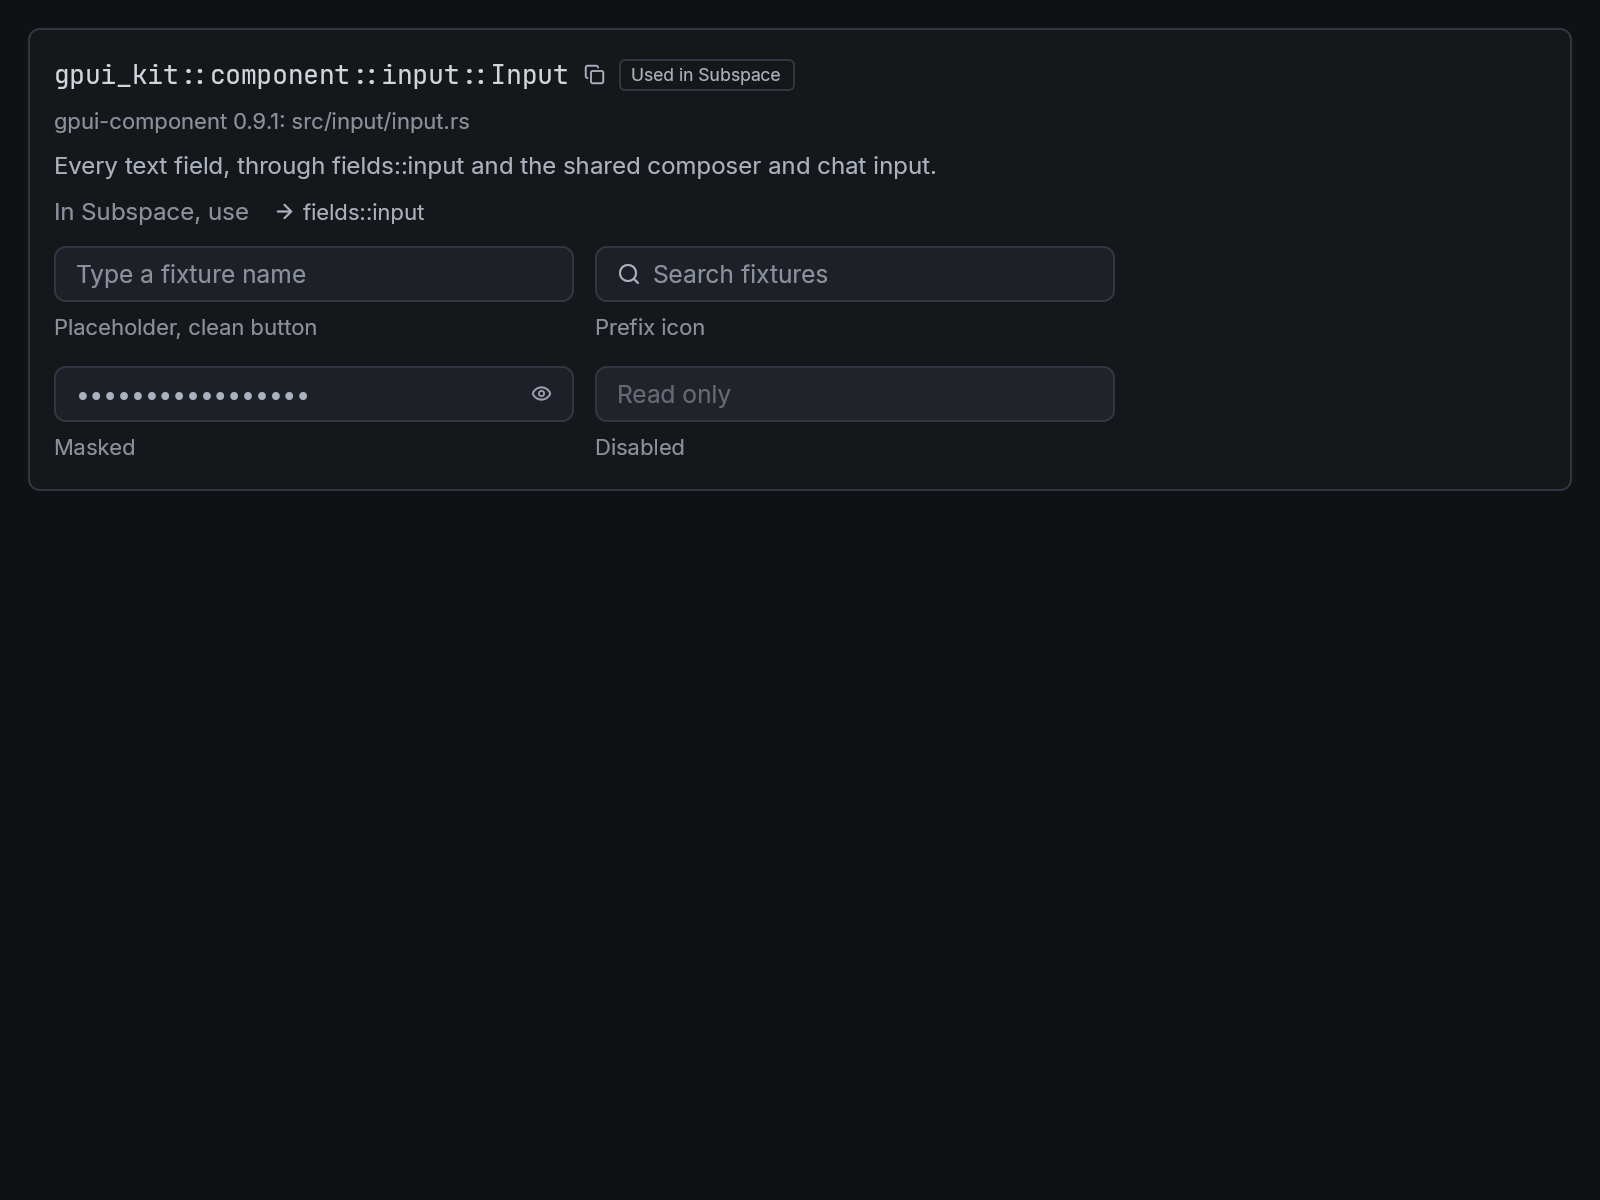 gpui_kit::component::input::Input Used in Subspace
gpui-component 0.9.1: src/input/input.rs
Every text field, through fields::input and the shared composer and chat input.
In Subspace, use → fields::input
Type a fixture name
Search fixtures
Placeholder, clean button
Prefix icon
•••••••••••••••••
Read only
Masked
Disabled